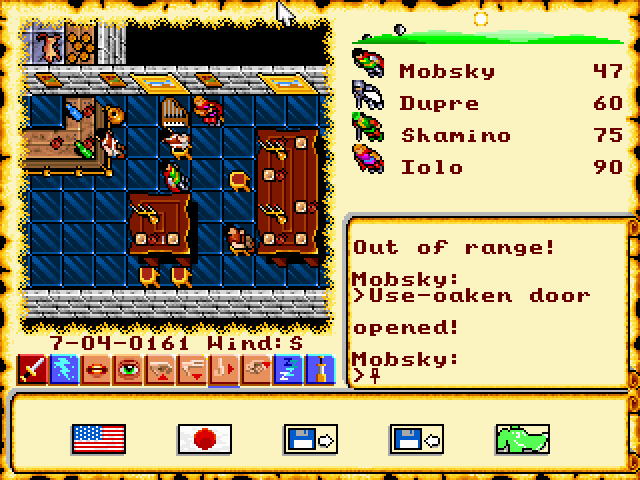 Mobsky 47
Dupre 60
Shamino 75
Iolo 90
Out of range!
Mobsky:
>Use-oaken door
opened!
Mobsky:
>
7-04-0161 Wind:S